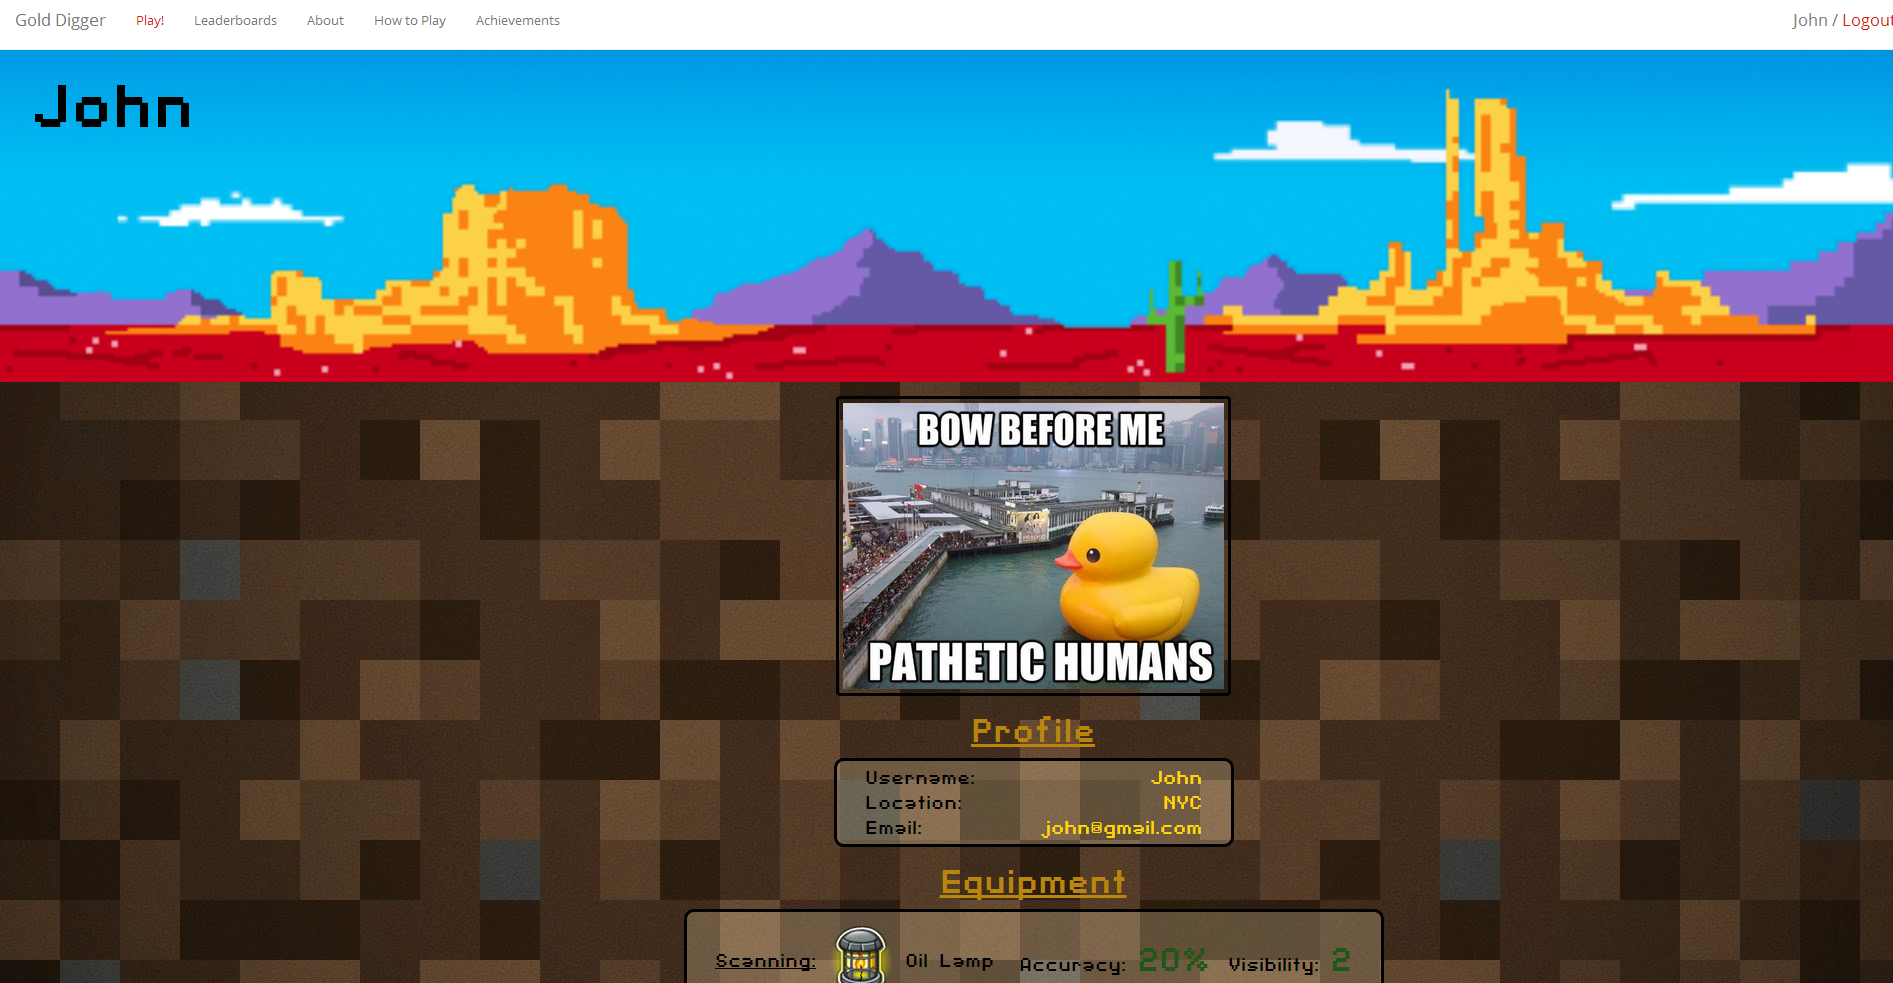 Gold Digger Play! Leaderboards About How to Play Achievements John / Logout
John
BOW BEFORE ME
PATHETIC HUMANS
Profile
Username: John
Location: NYC
Email: john@gmail.com
Equipment
Scanning: Oil Lamp Accuracy: 20% Visibility: 2